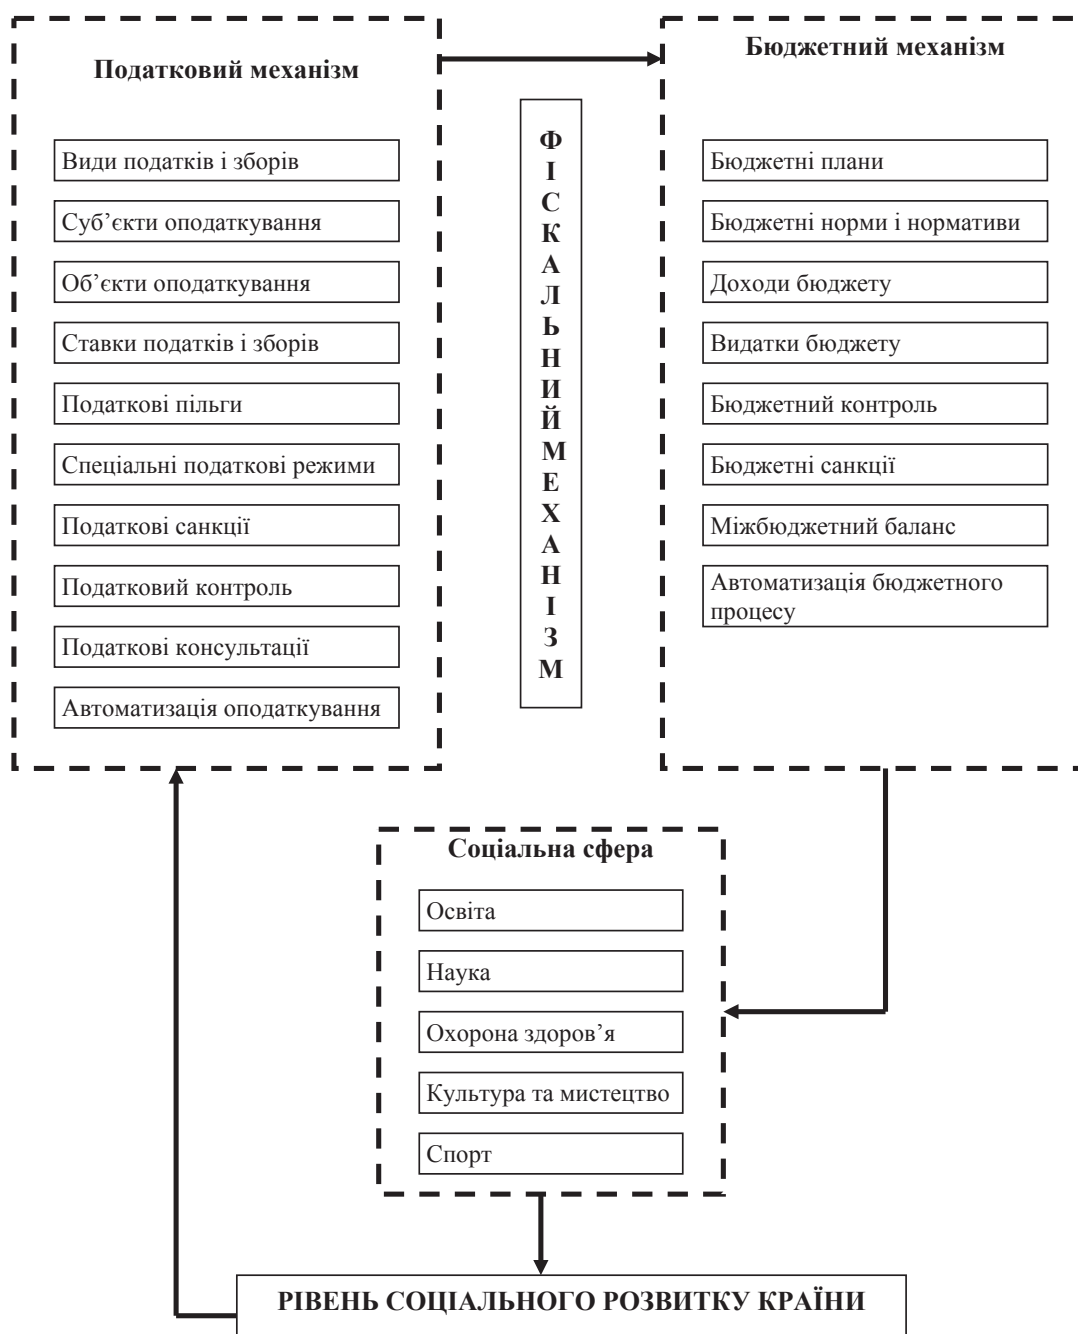 Податковий механізм
Види податків і зборів
Суб’єкти оподаткування
Об’єкти оподаткування
Ставки податків і зборів
Податкові пільги
Спеціальні податкові режими
Податкові санкції
Податковий контроль
Податкові консультації
Автоматизація оподаткування
ФІСКАЛЬНИЙ МЕХАНІЗМ
Бюджетний механізм
Бюджетні плани
Бюджетні норми і нормативи
Доходи бюджету
Видатки бюджету
Бюджетний контроль
Бюджетні санкції
Міжбюджетний баланс
Автоматизація бюджетного
процесу
Соціальна сфера
Освіта
Наука
Охорона здоров’я
Культура та мистецтво
Спорт
РІВЕНЬ СОЦІАЛЬНОГО РОЗВИТКУ КРАЇНИ